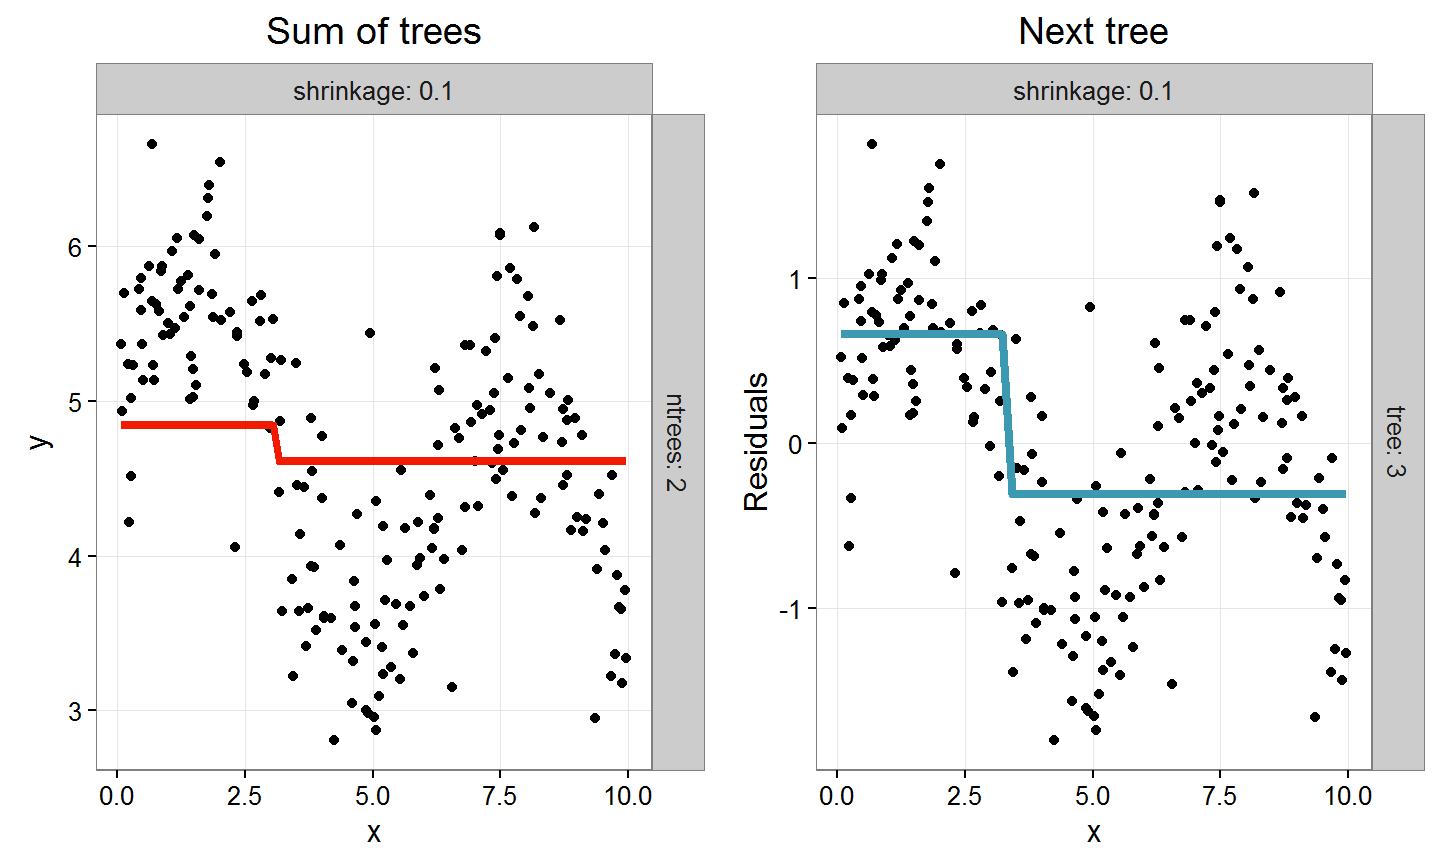 Sum of trees
shrinkage: 0.1
y
6
5
4
3
ntrees: 2
0.0 2.5 5.0 7.5 10.0
x
Next tree
shrinkage: 0.1
Residuals
1
0
-1
tree: 3
0.0 2.5 5.0 7.5 10.0
x